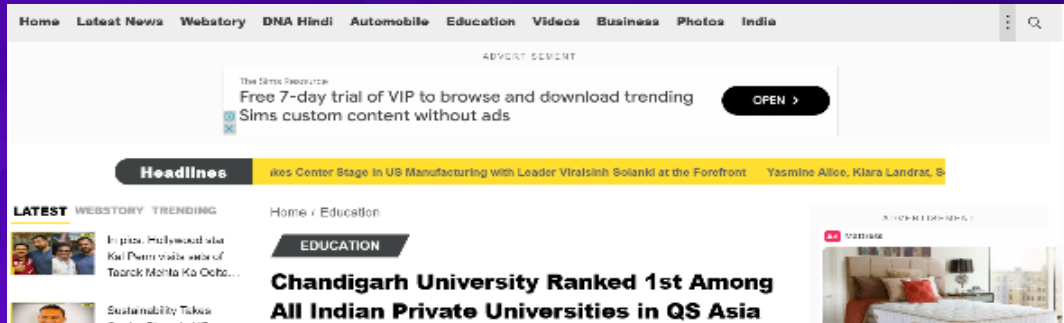 Home Latest News Webstory DNA Hindi Automobile Education Videos Business Photos India
ADVERTISEMENT
The Sims Resource
Free 7-day trial of VIP to browse and download trending
Sims custom content without ads
OPEN >
Headlines
ikes Center Stage in US Manufacturing with Leader Viralsinh Solanki at the Forefront Yasmine Alice, Kiara Landrat, S
LATEST WEBSTORY TRENDING
Home / Education
ADVERTISEMENT
Ad Mattress
In pics: Hollywood star
Kal Penn visits sets of
Taarak Mehta Ka Oolta...
EDUCATION
Chandigarh University Ranked 1st Among
All Indian Private Universities in QS Asia
Sustainability Takes